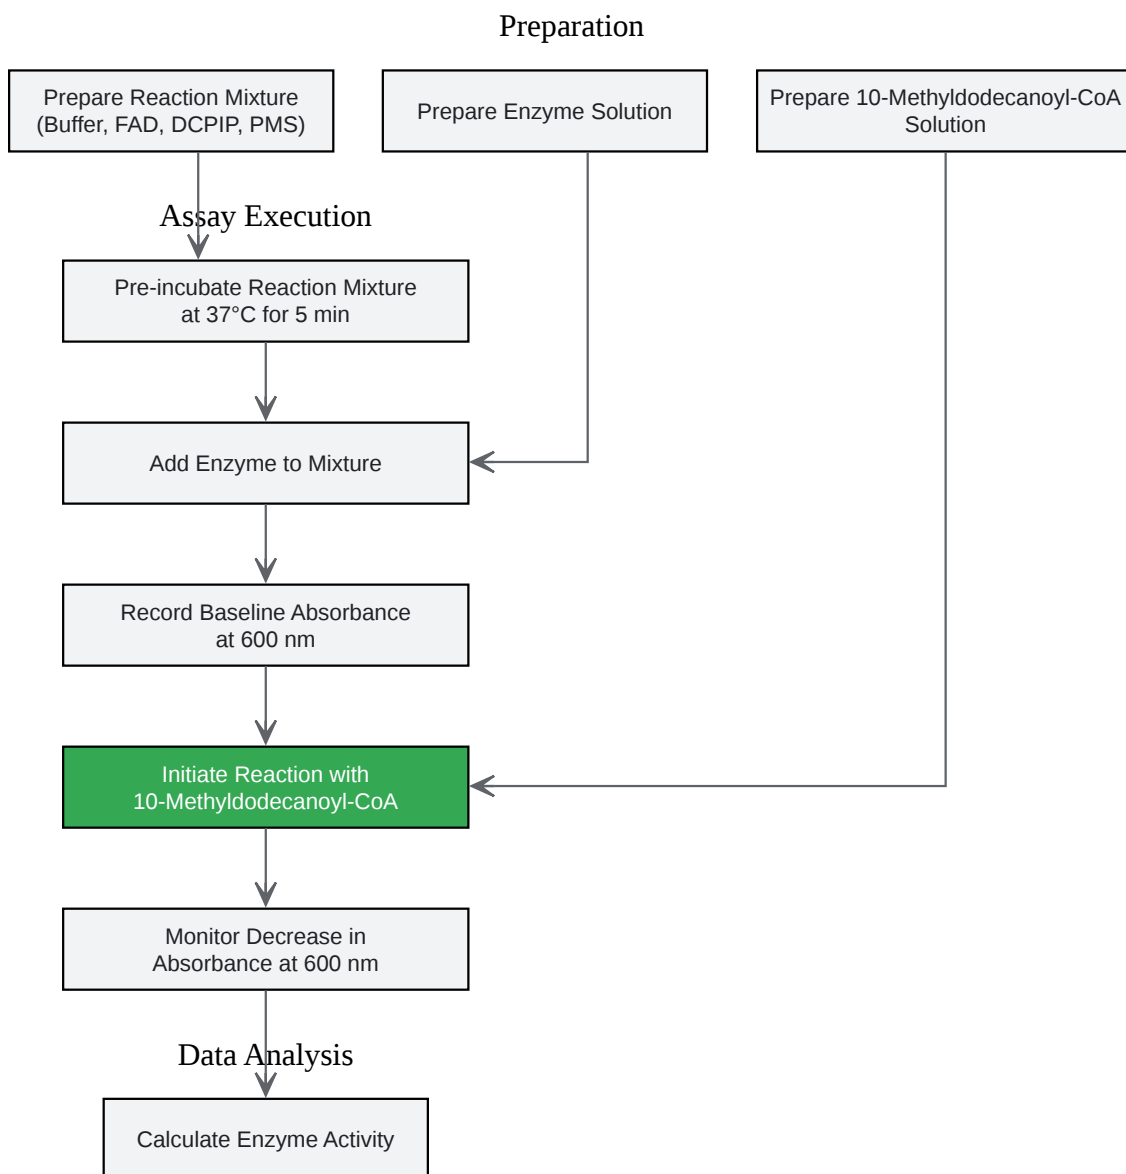 Preparation
Prepare Reaction Mixture
(Buffer, FAD, DCPIP, PMS)
Prepare Enzyme Solution
Prepare 10-Methyldodecanoyl-CoA
Solution
Assay Execution
Pre-incubate Reaction Mixture
at 37°C for 5 min
Add Enzyme to Mixture
Record Baseline Absorbance
at 600 nm
Initiate Reaction with
10-Methyldodecanoyl-CoA
Monitor Decrease in
Absorbance at 600 nm
Data Analysis
Calculate Enzyme Activity